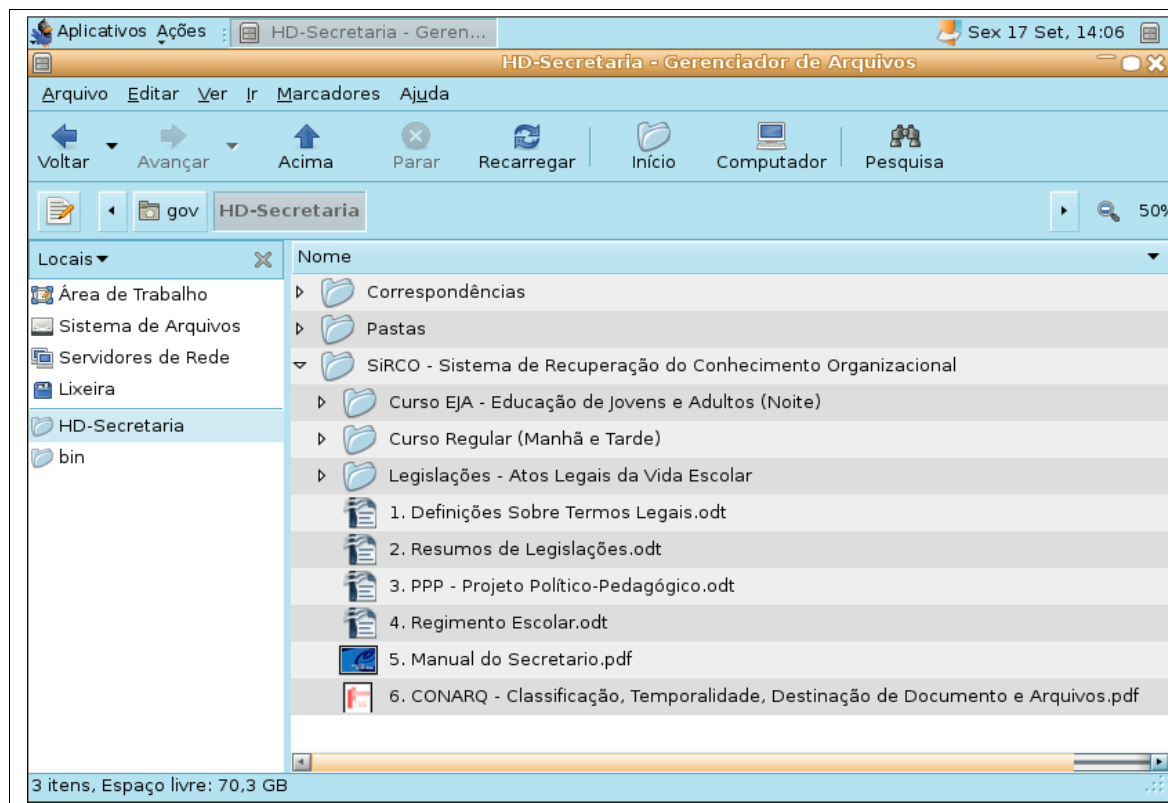 Aplicativos Ações HD-Secretaria - Geren... Sex 17 Set, 14:06
HD-Secretaria - Gerenciador de Arquivos
Arquivo Editar Ver Ir Marcadores Ajuda
Voltar Avançar Acima Parar Recarregar Início Computador Pesquisa
gov HD-Secretaria 50%
Locais Nome
Área de Trabalho
Sistema de Arquivos
Servidores de Rede
Lixeira
HD-Secretaria
bin
Correspondências
Pastas
SiRCO - Sistema de Recuperação do Conhecimento Organizacional
Curso EJA - Educação de Jovens e Adultos (Noite)
Curso Regular (Manhã e Tarde)
Legislações - Atos Legais da Vida Escolar
1. Definições Sobre Termos Legais.odt
2. Resumos de Legislações.odt
3. PPP - Projeto Político-Pedagógico.odt
4. Regimento Escolar.odt
5. Manual do Secretario.pdf
6. CONARQ - Classificação, Temporalidade, Destinação de Documento e Arquivos.pdf
3 itens, Espaço livre: 70,3 GB